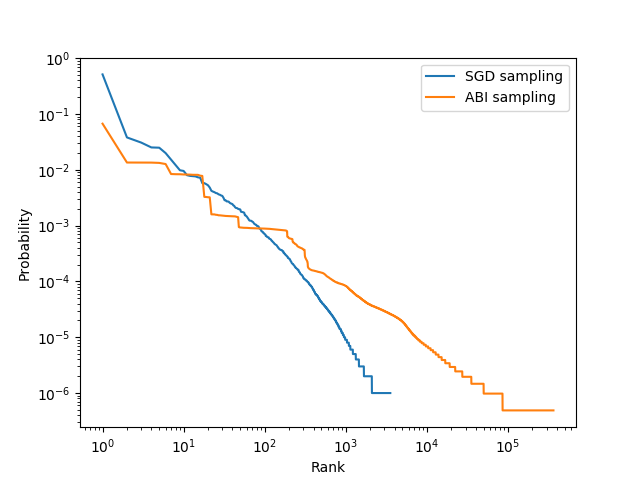 SGD sampling
ABI sampling
Probability
10⁰
10⁻¹
10⁻²
10⁻³
10⁻⁴
10⁻⁵
10⁻⁶
10⁰ 10¹ 10² 10³ 10⁴ 10⁵
Rank